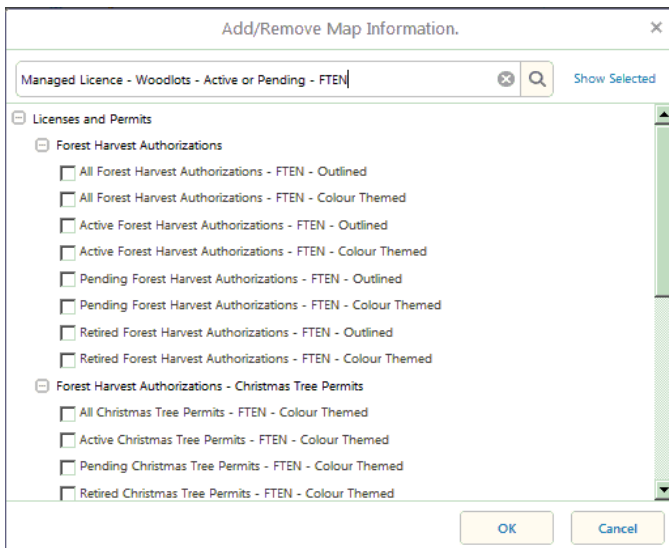 Add/Remove Map Information.
Managed Licence - Woodlots - Active or Pending - FTEN
Show Selected
Licenses and Permits
Forest Harvest Authorizations
All Forest Harvest Authorizations - FTEN - Outlined
All Forest Harvest Authorizations - FTEN - Colour Themed
Active Forest Harvest Authorizations - FTEN - Outlined
Active Forest Harvest Authorizations - FTEN - Colour Themed
Pending Forest Harvest Authorizations - FTEN - Outlined
Pending Forest Harvest Authorizations - FTEN - Colour Themed
Retired Forest Harvest Authorizations - FTEN - Outlined
Retired Forest Harvest Authorizations - FTEN - Colour Themed
Forest Harvest Authorizations - Christmas Tree Permits
All Christmas Tree Permits - FTEN - Colour Themed
Active Christmas Tree Permits - FTEN - Colour Themed
Pending Christmas Tree Permits - FTEN - Colour Themed
Retired Christmas Tree Permits - FTEN - Colour Themed
OK
Cancel